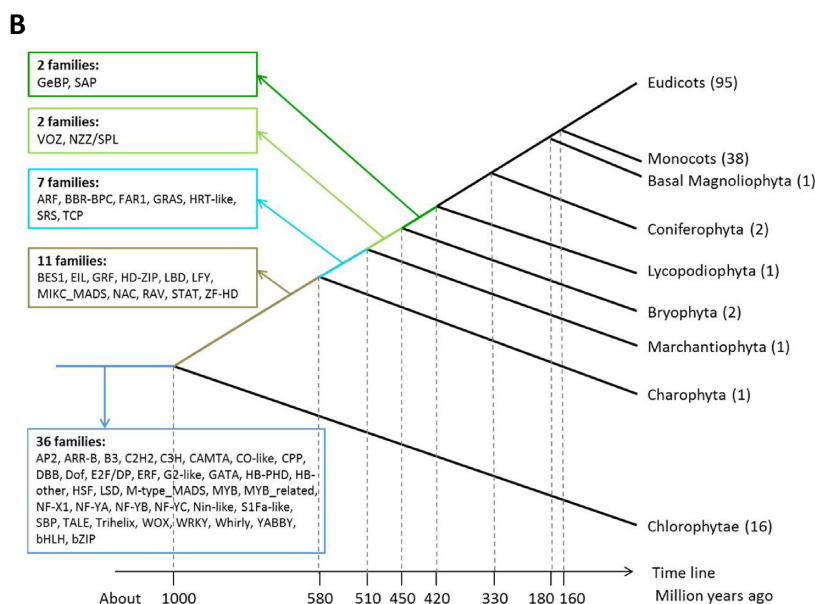 B
2 families:
GeBP, SAP
2 families:
VOZ, NZZ/SPL
7 families:
ARF, BBR-BPC, FAR1, GRAS, HRT-like,
SRS, TCP
11 families:
BES1, EIL, GRF, HD-ZIP, LBD, LFY,
MIKC_MADS, NAC, RAV, STAT, ZF-HD
36 families:
AP2, ARR-B, B3, C2H2, C3H, CAMTA, CO-like, CPP,
DBB, Dof, E2F/DP, ERF, G2-like, GATA, HB-PHD, HB-
other, HSF, LSD, M-type_MADS, MYB, MYB_related,
NF-X1, NF-YA, NF-YB, NF-YC, Nin-like, S1Fa-like,
SBP, TALE, Trihelix, WOX, WRKY, Whirly, YABBY,
bHLH, bZIP
Eudicots (95)
Monocots (38)
Basal Magnoliophyta (1)
Coniferophyta (2)
Lycopodiophyta (1)
Bryophyta (2)
Marchantiophyta (1)
Charophyta (1)
Chlorophytae (16)
Time line
About 1000 580 510 450 420 330 180 160 Million years ago